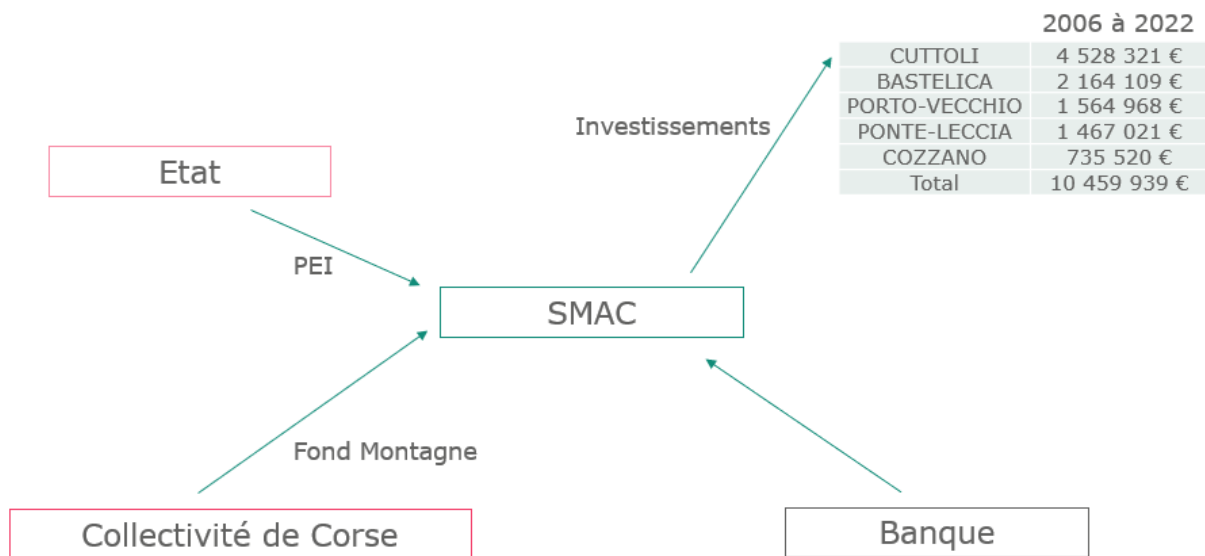 2006 à 2022
CUTTOLI 4 528 321 €
BASTELICA 2 164 109 €
PORTO-VECCHIO 1 564 968 €
PONTE-LECCIA 1 467 021 €
COZZANO 735 520 €
Total 10 459 939 €
Investissements
Etat
PEI
SMAC
Fond Montagne
Collectivité de Corse
Banque